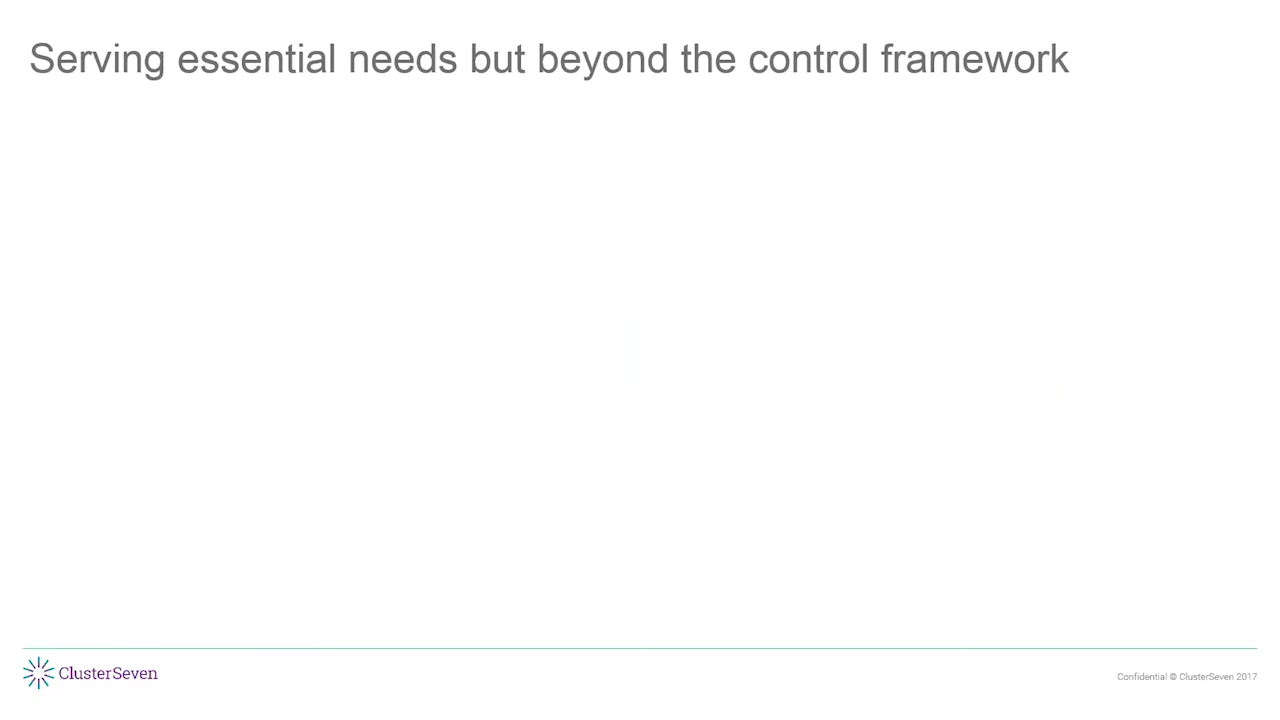 Serving essential needs but beyond the control framework
ClusterSeven
Confidential © ClusterSeven 2017